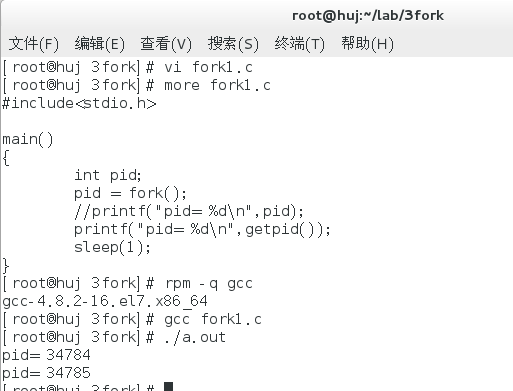 root@huj:~/lab/3fork
文件(F) 编辑(E) 查看(V) 搜索(S) 终端(T) 帮助(H)
[root@huj 3fork]# vi fork1.c
[root@huj 3fork]# more fork1.c
#include<stdio.h>
main()
{
int pid;
pid = fork();
//printf("pid=%d\n",pid);
printf("pid=%d\n",getpid());
sleep(1);
}
[root@huj 3fork]# rpm -q gcc
gcc-4.8.2-16.el7.x86_64
[root@huj 3fork]# gcc fork1.c
[root@huj 3fork]# ./a.out
pid=34784
pid=34785
[root@huj 3fork]#